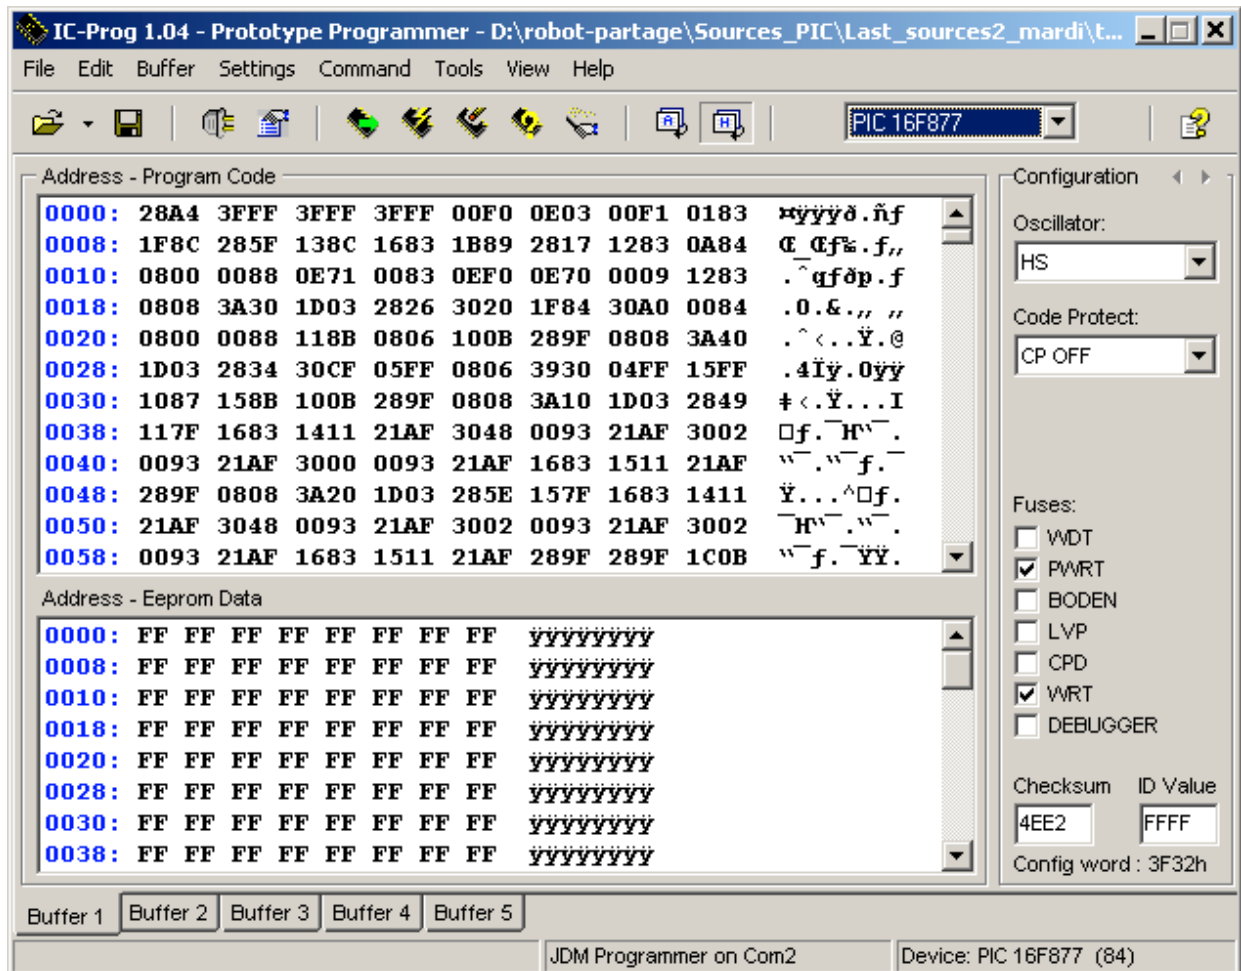 IC-Prog 1.04 - Prototype Programmer - D:\robot-partage\Sources_PIC\Last_sources2_mardi\t...
File Edit Buffer Settings Command Tools View Help
PIC 16F877
Address - Program Code
0000: 28A4 3FFF 3FFF 3FFF 00F0 0E03 00F1 0183 ¤ÿÿÿð.ñƒ
0008: 1F8C 285F 138C 1683 1B89 2817 1283 0A84 Œ_Œƒ‰.ƒ„
0010: 0800 0088 0E71 0083 0EF0 0E70 0009 1283 .ˆqƒðp.ƒ
0018: 0808 3A30 1D03 2826 3020 1F84 30A0 0084 .0.& .„ „
0020: 0800 0088 118B 0806 100B 289F 0808 3A40 .ˆ‹..Ÿ.@
0028: 1D03 2834 30CF 05FF 0806 3930 04FF 15FF .4Ïÿ.0ÿÿ
0030: 1087 158B 100B 289F 0808 3A10 1D03 2849 ‡‹.Ÿ...I
0038: 117F 1683 1411 21AF 3048 0093 21AF 3002 □ƒ.¯H“¯.
0040: 0093 21AF 3000 0093 21AF 1683 1511 21AF “¯.“¯ƒ.¯
0048: 289F 0808 3A20 1D03 285E 157F 1683 1411 Ÿ. ..^□ƒ.
0050: 21AF 3048 0093 21AF 3002 0093 21AF 3002 ¯H“¯.“¯.
0058: 0093 21AF 1683 1511 21AF 289F 289F 1C0B “¯ƒ.¯ŸŸ.
Address - Eeprom Data
0000: FF FF FF FF FF FF FF FF ÿÿÿÿÿÿÿÿ
0008: FF FF FF FF FF FF FF FF ÿÿÿÿÿÿÿÿ
0010: FF FF FF FF FF FF FF FF ÿÿÿÿÿÿÿÿ
0018: FF FF FF FF FF FF FF FF ÿÿÿÿÿÿÿÿ
0020: FF FF FF FF FF FF FF FF ÿÿÿÿÿÿÿÿ
0028: FF FF FF FF FF FF FF FF ÿÿÿÿÿÿÿÿ
0030: FF FF FF FF FF FF FF FF ÿÿÿÿÿÿÿÿ
0038: FF FF FF FF FF FF FF FF ÿÿÿÿÿÿÿÿ
Configuration
Oscillator:
HS
Code Protect:
CP OFF
Fuses:
WDT
PWRT
BODEN
LVP
CPD
WRT
DEBUGGER
Checksum ID Value
4EE2 FFFF
Config word : 3F32h
Buffer 1 Buffer 2 Buffer 3 Buffer 4 Buffer 5
JDM Programmer on Com2 Device: PIC 16F877 (84)